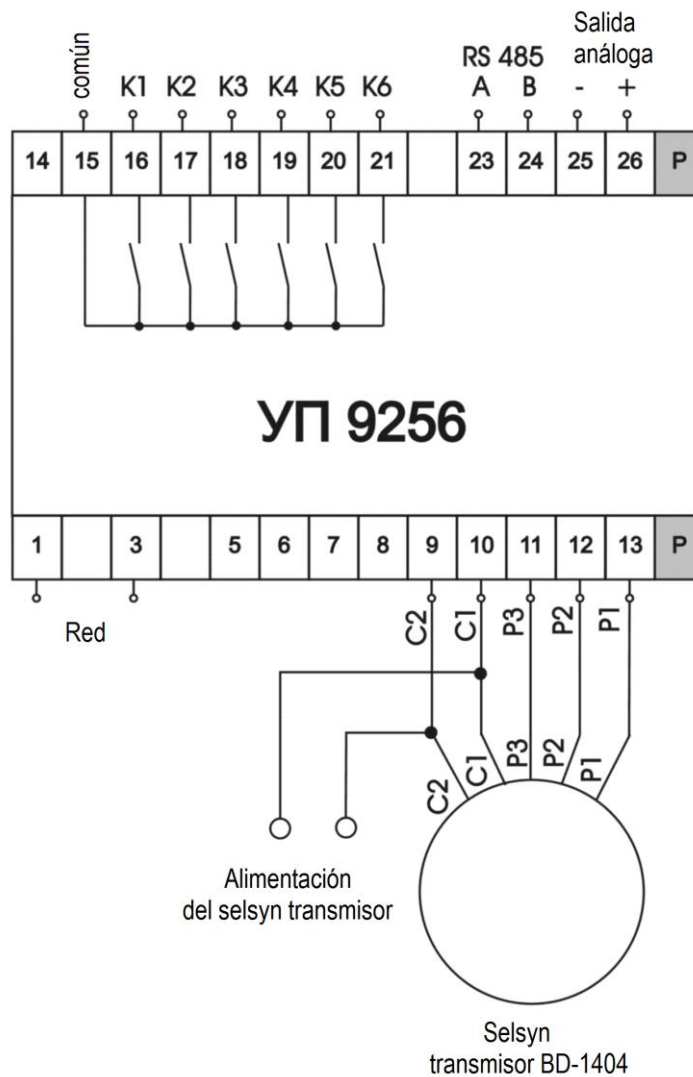 Salida
análoga
RS 485
común K1 K2 K3 K4 K5 K6 A B - +
14 15 16 17 18 19 20 21 23 24 25 26 P
УП 9256
1 3 5 6 7 8 9 10 11 12 13 P
Red
C2 C1 P3 P2 P1
C2 C1 P3 P2 P1
Alimentación
del selsyn transmisor
Selsyn
transmisor BD-1404